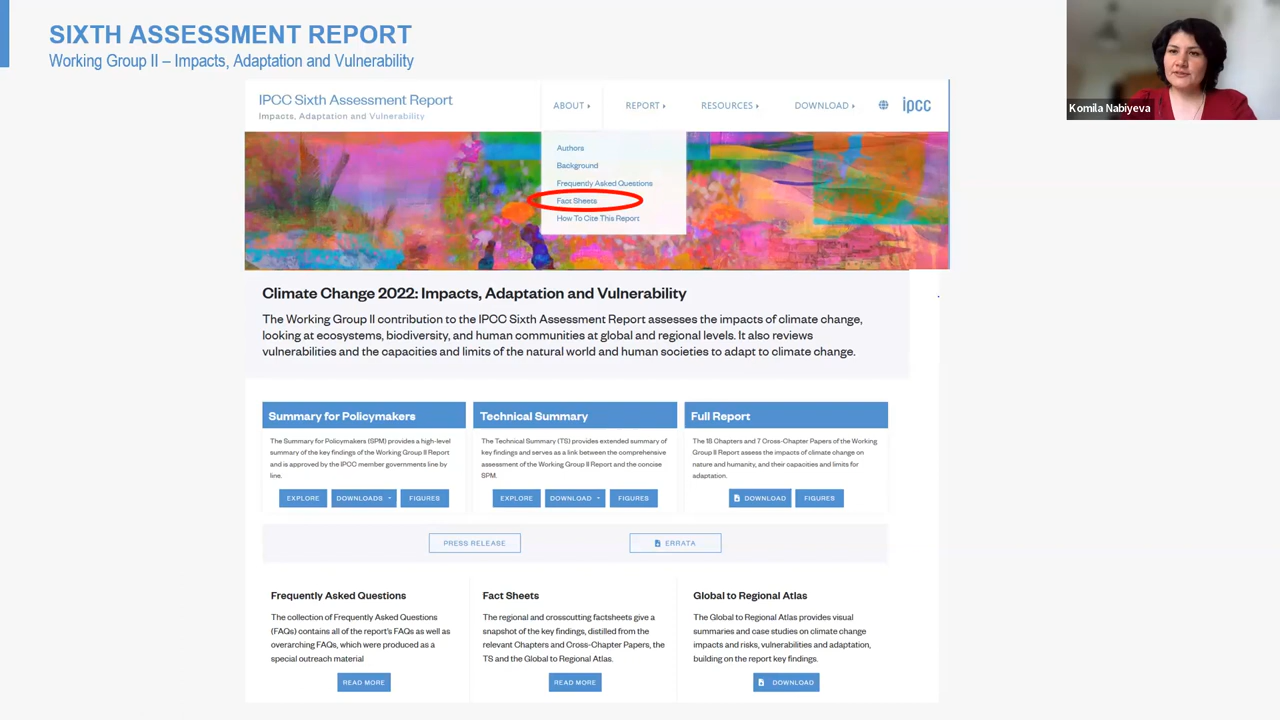 SIXTH ASSESSMENT REPORT
Working Group II – Impacts, Adaptation and Vulnerability
Komila Nabiyeva
IPCC Sixth Assessment Report
Impacts, Adaptation and Vulnerability
ABOUT
REPORT
RESOURCES
DOWNLOAD
ipcc
Authors
Background
Frequently Asked Questions
Fact Sheets
How To Cite This Report
Climate Change 2022: Impacts, Adaptation and Vulnerability
The Working Group II contribution to the IPCC Sixth Assessment Report assesses the impacts of climate change,
looking at ecosystems, biodiversity, and human communities at global and regional levels. It also reviews
vulnerabilities and the capacities and limits of the natural world and human societies to adapt to climate change.
Summary for Policymakers
The Summary for Policymakers (SPM) provides a high-level
summary of the key findings of the Working Group II Report
and is approved by the IPCC member governments line by
line.
EXPLORE
DOWNLOADS
FIGURES
Technical Summary
The Technical Summary (TS) provides extended summary of
key findings and serves as a link between the comprehensive
assessment of the Working Group II Report and the concise
SPM.
EXPLORE
DOWNLOAD
FIGURES
Full Report
The 18 Chapters and 7 Cross-Chapter Papers of the Working
Group II Report assess the impacts of climate change on
nature and humanity, and their capacities and limits for
adaptation.
DOWNLOAD
FIGURES
PRESS RELEASE
ERRATA
Frequently Asked Questions
The collection of Frequently Asked Questions
(FAQs) contains all of the report's FAQs as well as
overarching FAQs, which were produced as a
special outreach material
READ MORE
Fact Sheets
The regional and crosscutting factsheets give a
snapshot of the key findings, distilled from the
relevant Chapters and Cross-Chapter Papers, the
TS and the Global to Regional Atlas.
READ MORE
Global to Regional Atlas
The Global to Regional Atlas provides visual
summaries and case studies on climate change
impacts and risks, vulnerabilities and adaptation,
building on the report key findings.
DOWNLOAD